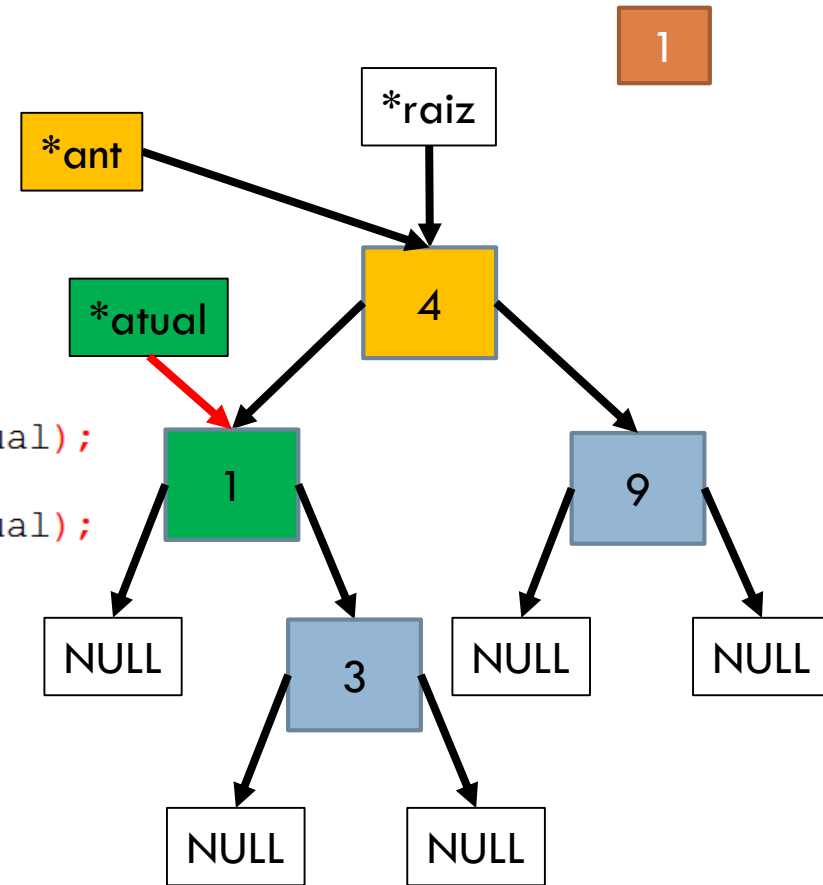 1
*raiz
*ant
4
*atual
ual);
1
9
ual);
NULL
3
NULL
NULL
NULL
NULL